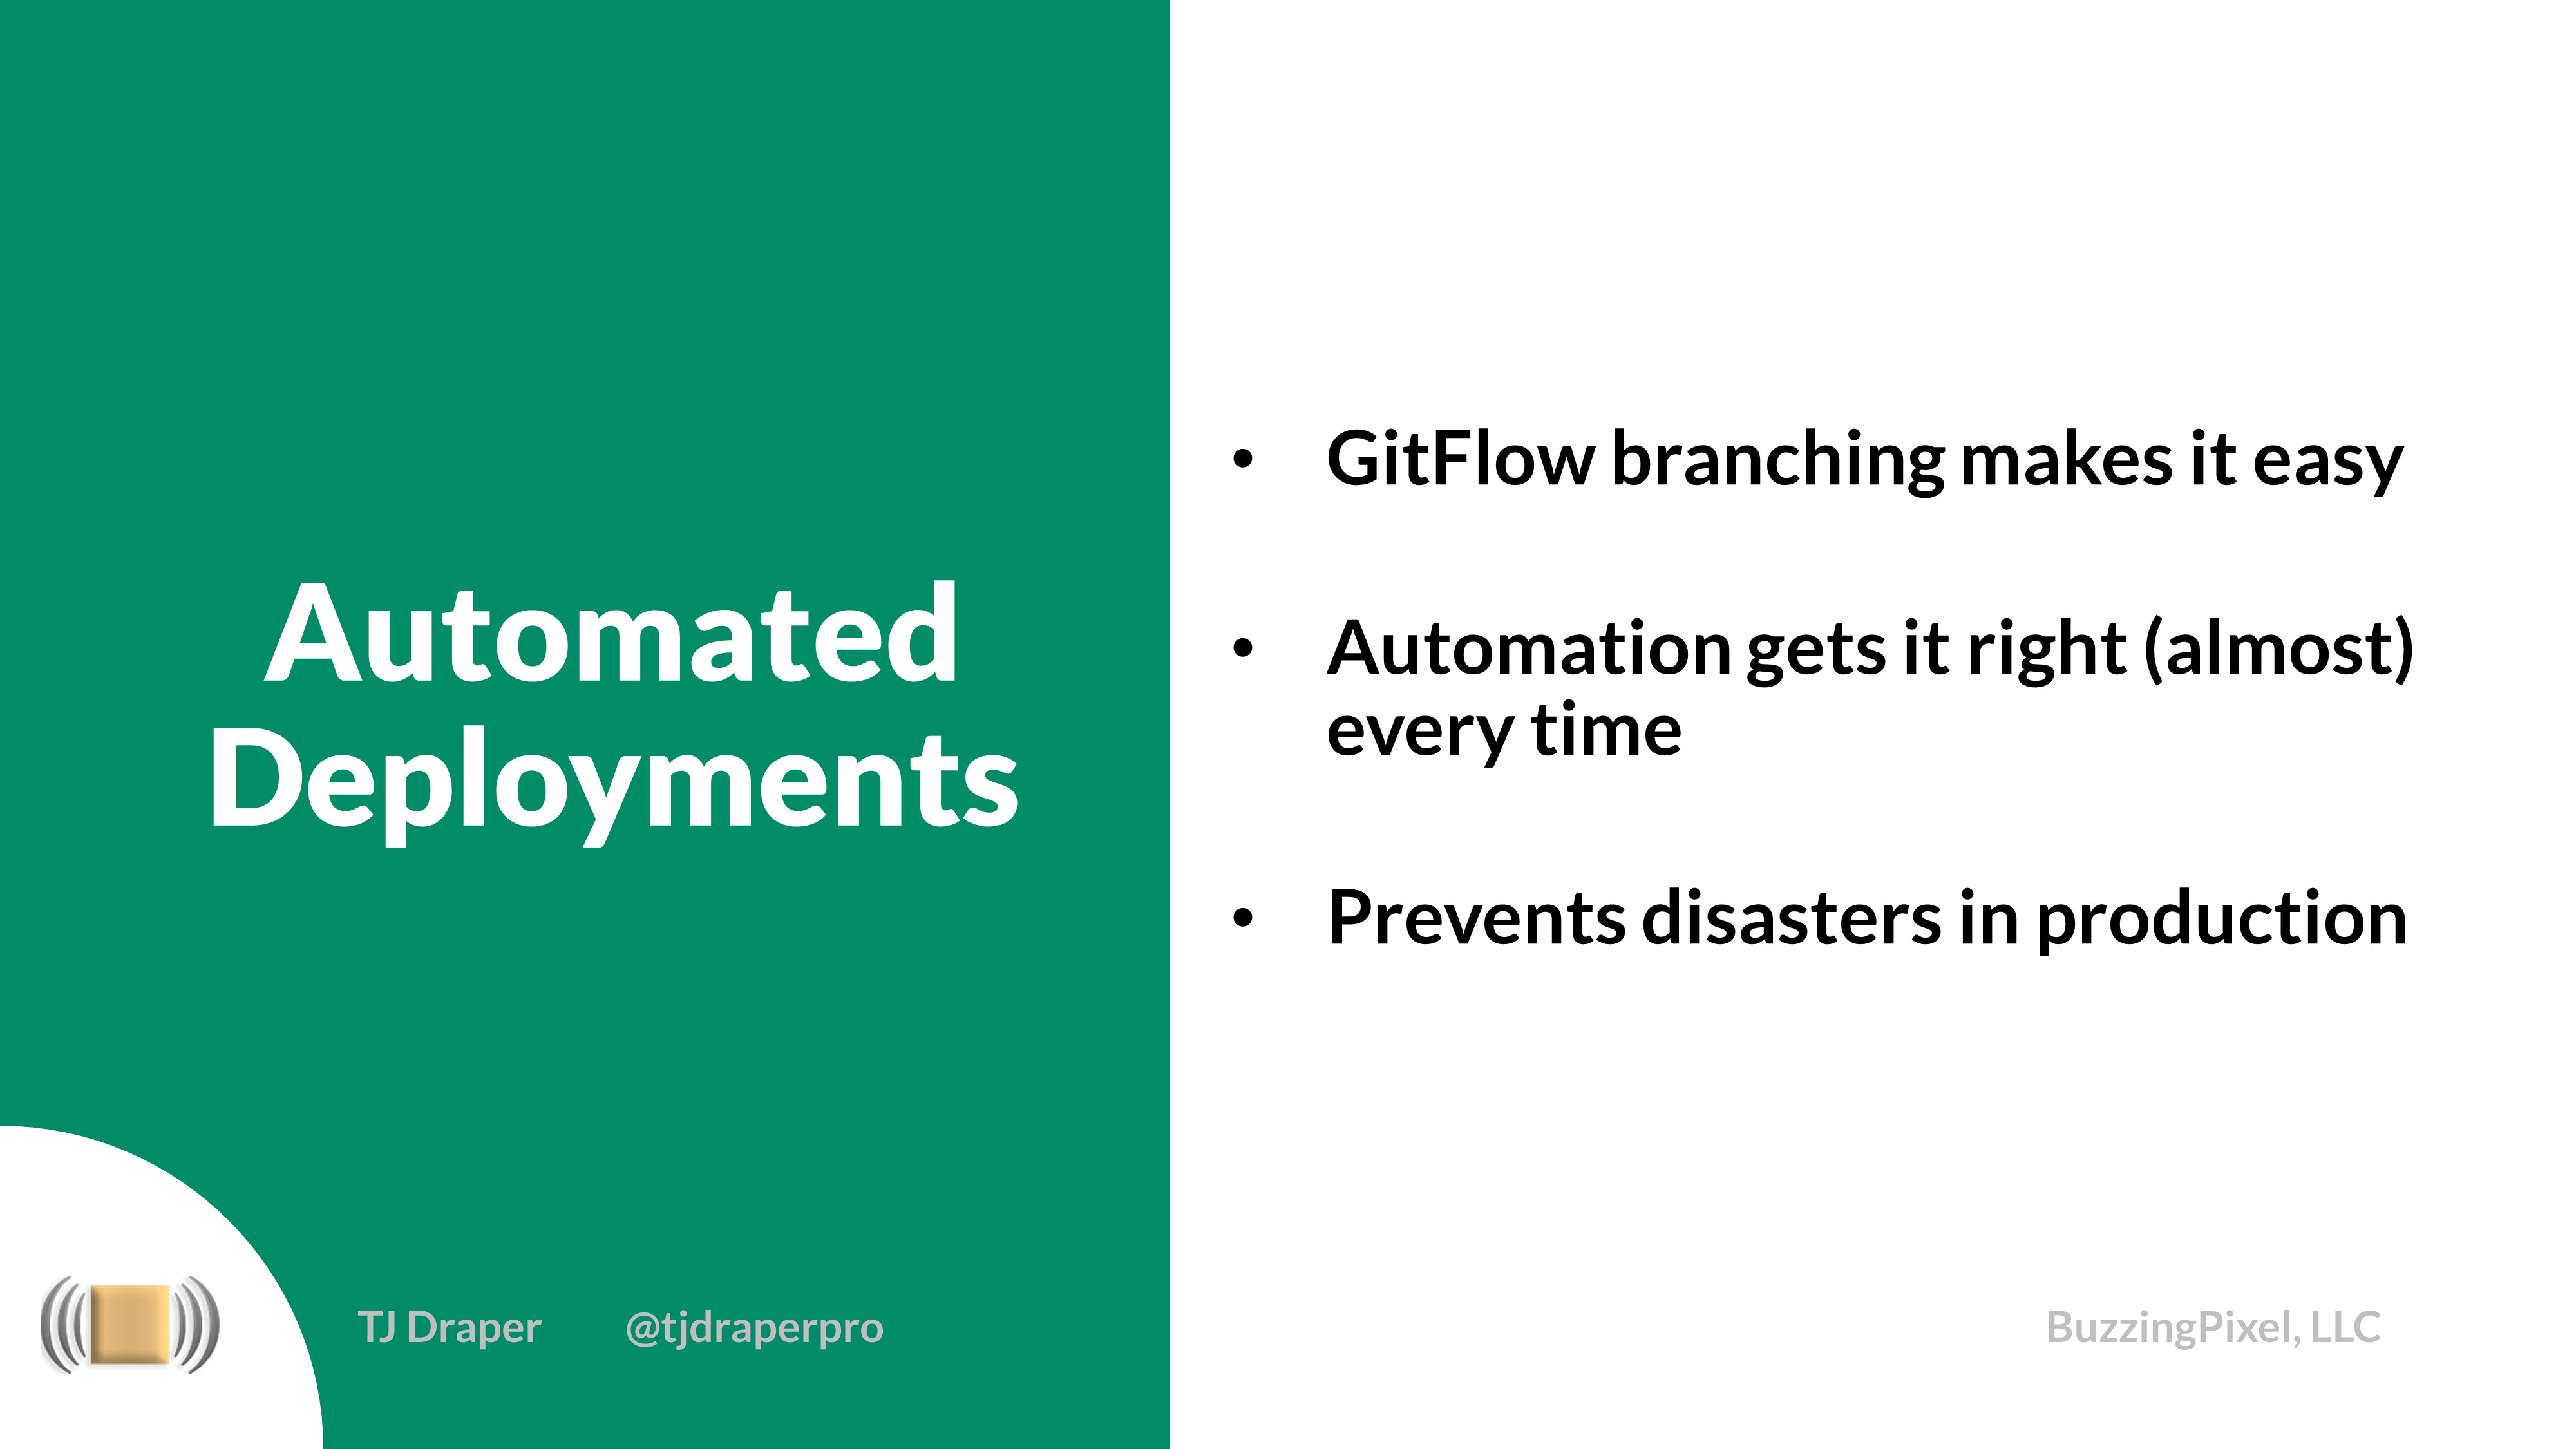 Automated
Deployments
• GitFlow branching makes it easy
• Automation gets it right (almost)
every time
• Prevents disasters in production
TJ Draper @tjdraperpro
BuzzingPixel, LLC